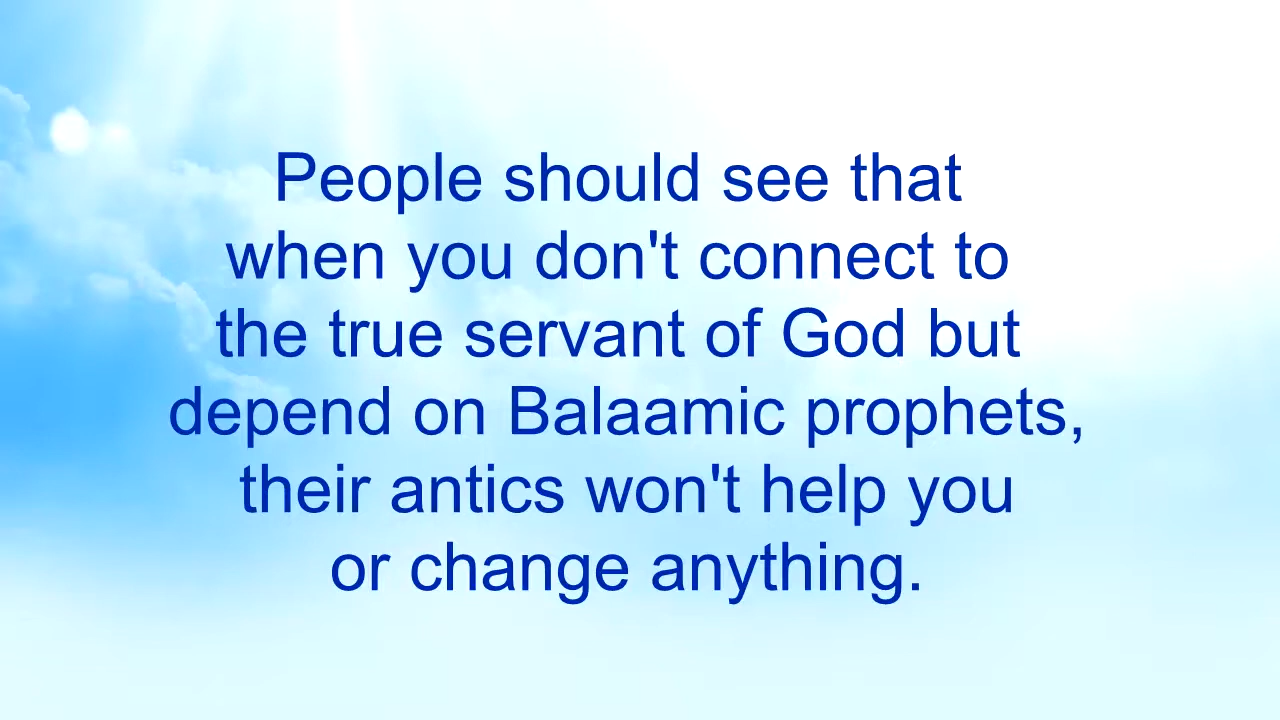 People should see that
when you don't connect to
the true servant of God but
depend on Balaamic prophets,
their antics won't help you
or change anything.